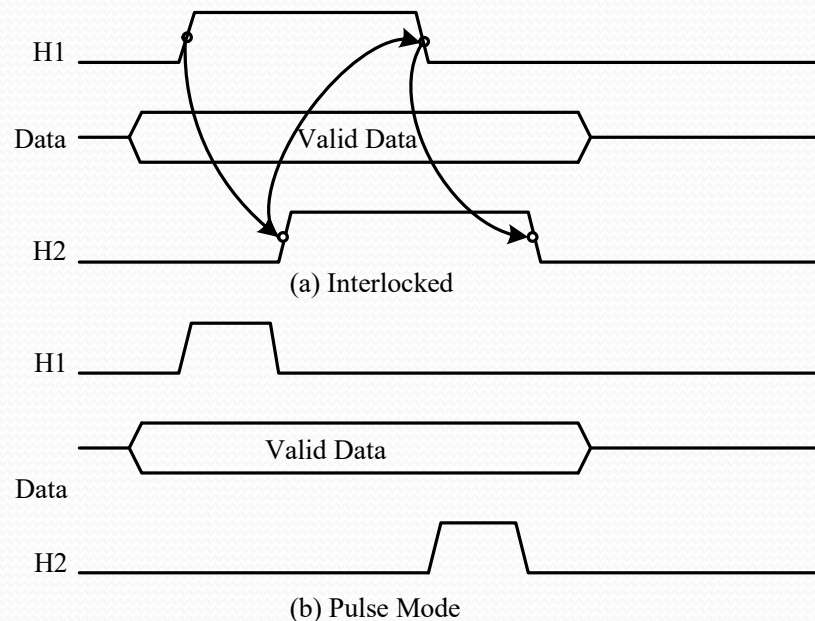 H1
Data Valid Data
H2
(a) Interlocked
H1
Valid Data
Data
H2
(b) Pulse Mode